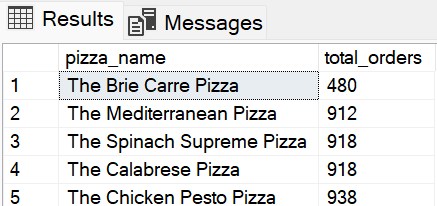 Results Messages
pizza_name total_orders
1 The Brie Carre Pizza 480
2 The Mediterranean Pizza 912
3 The Spinach Supreme Pizza 918
4 The Calabrese Pizza 918
5 The Chicken Pesto Pizza 938